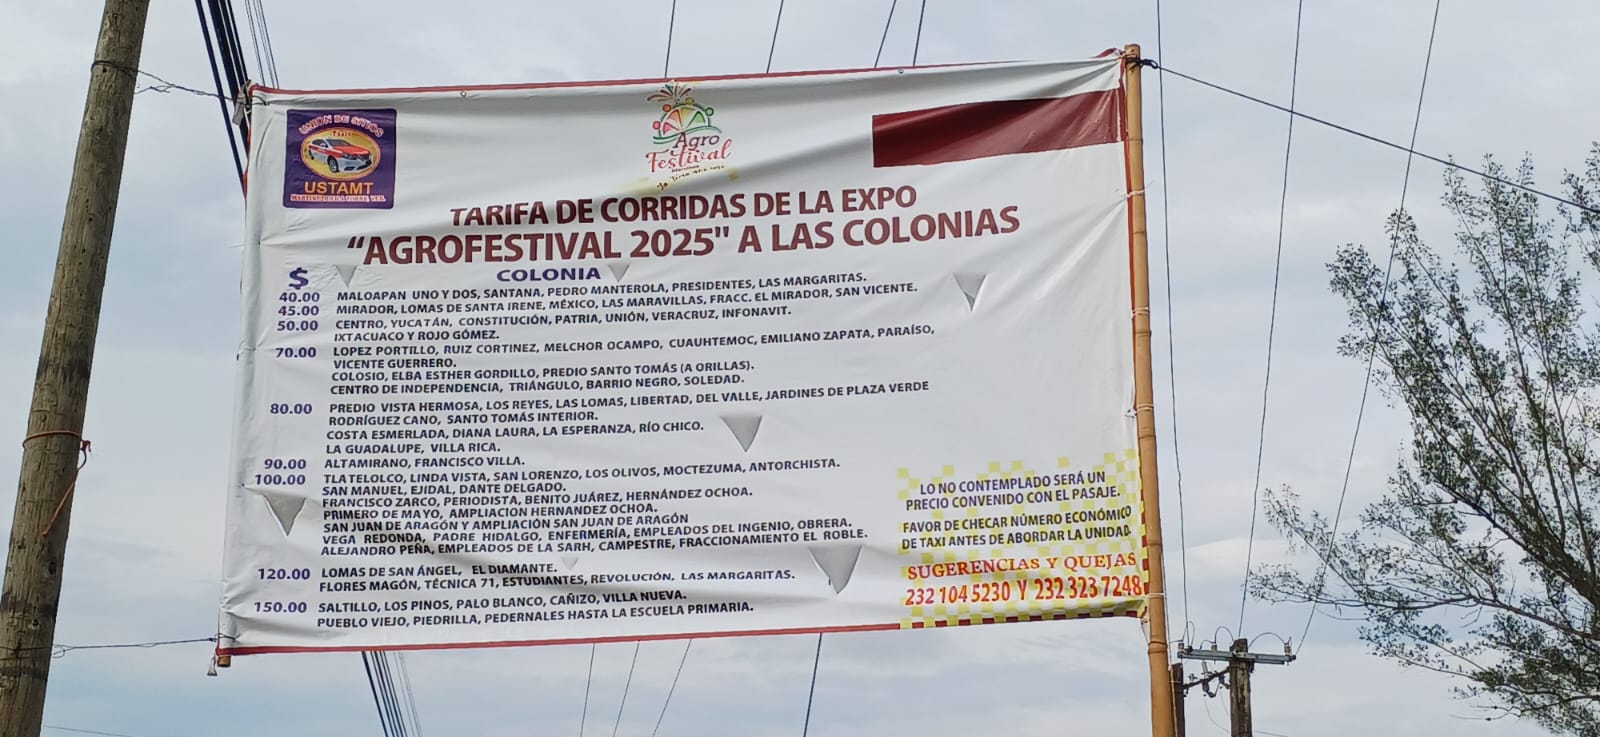 UNION DE SITIOS
TAXIS
USTAMT
MARTINEZ DE LA TORRE, VER.
Agro
Festival
TARIFA DE CORRIDAS DE LA EXPO
“AGROFESTIVAL 2025" A LAS COLONIAS
$ COLONIA
40.00 MALOAPAN UNO Y DOS, SANTANA, PEDRO MANTEROLA, PRESIDENTES, LAS MARGARITAS.
45.00 MIRADOR, LOMAS DE SANTA IRENE, MÉXICO, LAS MARAVILLAS, FRACC. EL MIRADOR, SAN VICENTE.
50.00 CENTRO, YUCATÁN, CONSTITUCIÓN, PATRIA, UNIÓN, VERACRUZ, INFONAVIT.
IXTACUACO Y ROJO GÓMEZ.
70.00 LOPEZ PORTILLO, RUIZ CORTINEZ, MELCHOR OCAMPO, CUAUHTEMOC, EMILIANO ZAPATA, PARAÍSO,
VICENTE GUERRERO.
COLOSIO, ELBA ESTHER GORDILLO, PREDIO SANTO TOMÁS (A ORILLAS).
CENTRO DE INDEPENDENCIA, TRIÁNGULO, BARRIO NEGRO, SOLEDAD.
80.00 PREDIO VISTA HERMOSA, LOS REYES, LAS LOMAS, LIBERTAD, DEL VALLE, JARDINES DE PLAZA VERDE
RODRÍGUEZ CANO, SANTO TOMÁS INTERIOR.
COSTA ESMERLADA, DIANA LAURA, LA ESPERANZA, RÍO CHICO.
LA GUADALUPE, VILLA RICA.
90.00 ALTAMIRANO, FRANCISCO VILLA.
100.00 TLATELOLCO, LINDA VISTA, SAN LORENZO, LOS OLIVOS, MOCTEZUMA, ANTORCHISTA.
SAN MANUEL, EJIDAL, DANTE DELGADO.
FRANCISCO ZARCO, PERIODISTA, BENITO JUÁREZ, HERNÁNDEZ OCHOA.
PRIMERO DE MAYO, AMPLIACION HERNANDEZ OCHOA.
SAN JUAN DE ARAGÓN Y AMPLIACIÓN SAN JUAN DE ARAGÓN
VEGA REDONDA, PADRE HIDALGO, ENFERMERÍA, EMPLEADOS DEL INGENIO, OBRERA.
ALEJANDRO PEÑA, EMPLEADOS DE LA SARH, CAMPESTRE, FRACCIONAMIENTO EL ROBLE.
120.00 LOMAS DE SAN ÁNGEL, EL DIAMANTE.
FLORES MAGÓN, TÉCNICA 71, ESTUDIANTES, REVOLUCIÓN, LAS MARGARITAS.
150.00 SALTILLO, LOS PINOS, PALO BLANCO, CAÑIZO, VILLA NUEVA.
PUEBLO VIEJO, PIEDRILLA, PEDERNALES HASTA LA ESCUELA PRIMARIA.
LO NO CONTEMPLADO SERÁ UN
PRECIO CONVENIDO CON EL PASAJE.
FAVOR DE CHECAR NÚMERO ECONÓMICO
DE TAXI ANTES DE ABORDAR LA UNIDAD.
SUGERENCIAS Y QUEJAS
232 104 5230 Y 232 323 7248